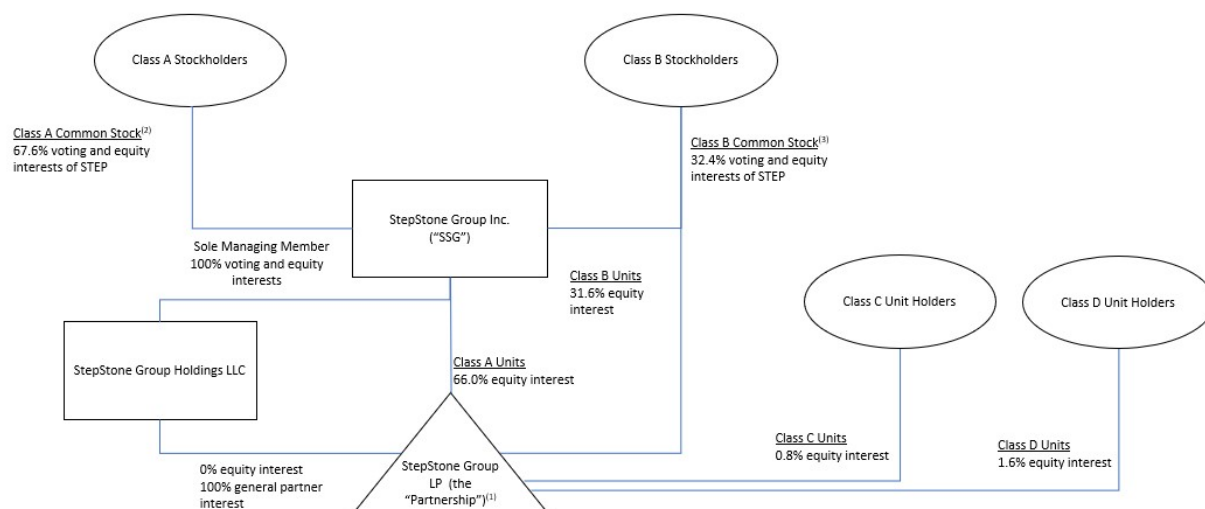 Class A Stockholders
Class B Stockholders
Class A Common Stock(2)
67.6% voting and equity
interests of STEP
Class B Common Stock(3)
32.4% voting and equity
interests of STEP
StepStone Group Inc.
(“SSG”)
Sole Managing Member
100% voting and equity
interests
Class B Units
31.6% equity
interest
Class C Unit Holders
Class D Unit Holders
StepStone Group Holdings LLC
Class A Units
66.0% equity interest
Class C Units
0.8% equity interest
Class D Units
1.6% equity interest
0% equity interest
100% general partner
interest
StepStone Group
LP (the
“Partnership”)(1)